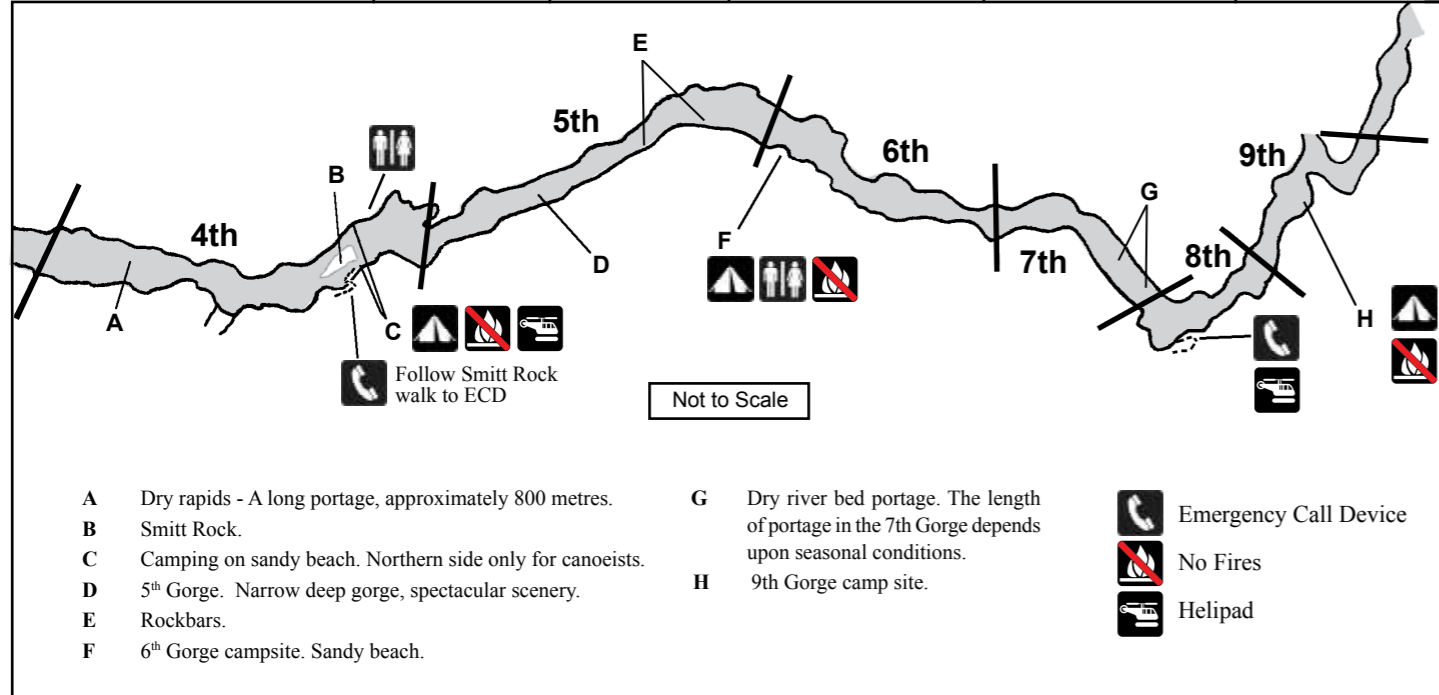 E
5th
6th
9th
B
4th
G
F
D
7th
8th
A
C
H
Follow Smitt Rock
walk to ECD
Not to Scale
A Dry rapids - A long portage, approximately 800 metres.
B Smitt Rock.
C Camping on sandy beach. Northern side only for canoeists.
D 5th Gorge. Narrow deep gorge, spectacular scenery.
E Rockbars.
F 6th Gorge campsite. Sandy beach.
G Dry river bed portage. The length
of portage in the 7th Gorge depends
upon seasonal conditions.
H 9th Gorge camp site.
Emergency Call Device
No Fires
Helipad